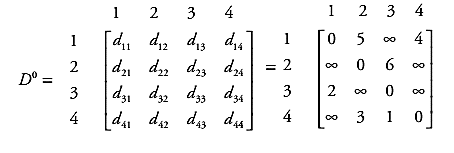 1 2 3 4 1 2 3 4
1 d₁₁ d₁₂ d₁₃ d₁₄ 1 0 5 ∞ 4
2 d₂₁ d₂₂ d₂₃ d₂₄ 2 ∞ 0 6 ∞
D⁰ = =
3 d₃₁ d₃₂ d₃₃ d₃₄ 3 2 ∞ 0 ∞
4 d₄₁ d₄₂ d₄₃ d₄₄ 4 ∞ 3 1 0